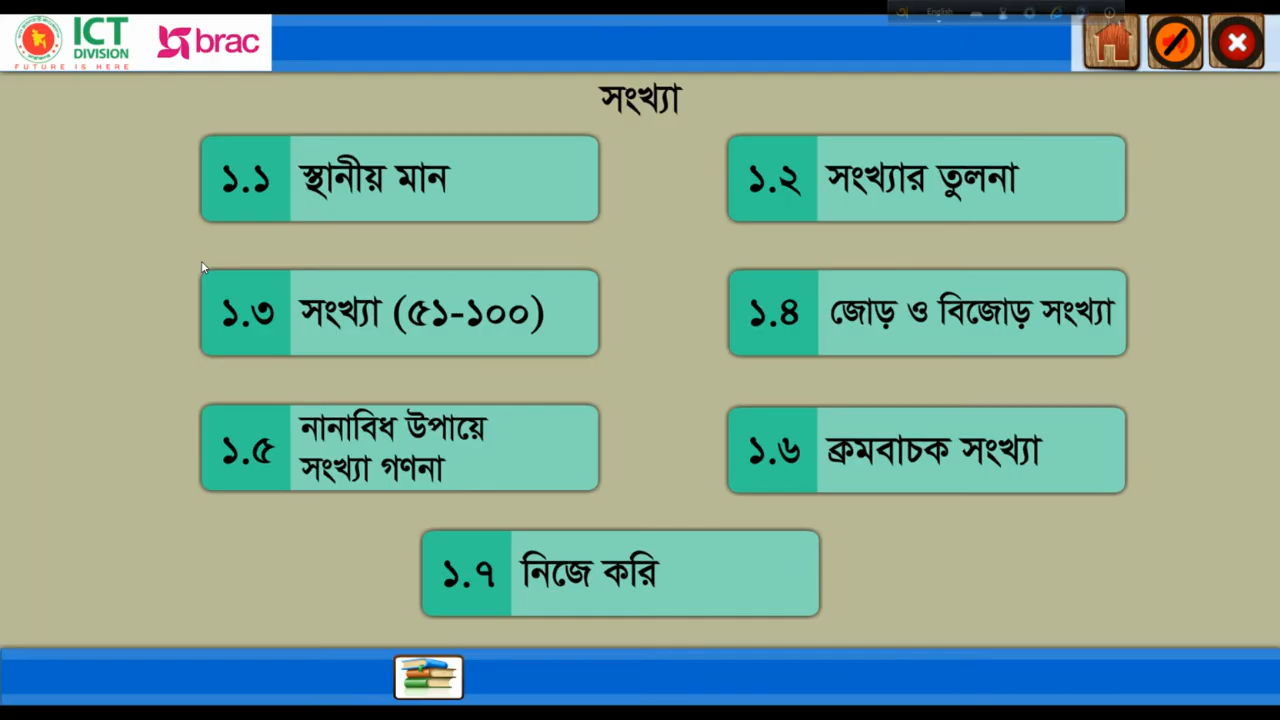 English
ICT
DIVISION
FUTURE IS HERE
brac
সংখ্যা
১.১ স্থানীয় মান
১.২ সংখ্যার তুলনা
১.৩ সংখ্যা (৫১-১০০)
১.৪ জোড় ও বিজোড় সংখ্যা
১.৫ নানাবিধ উপায়ে
সংখ্যা গণনা
১.৬ ক্রমবাচক সংখ্যা
১.৭ নিজে করি